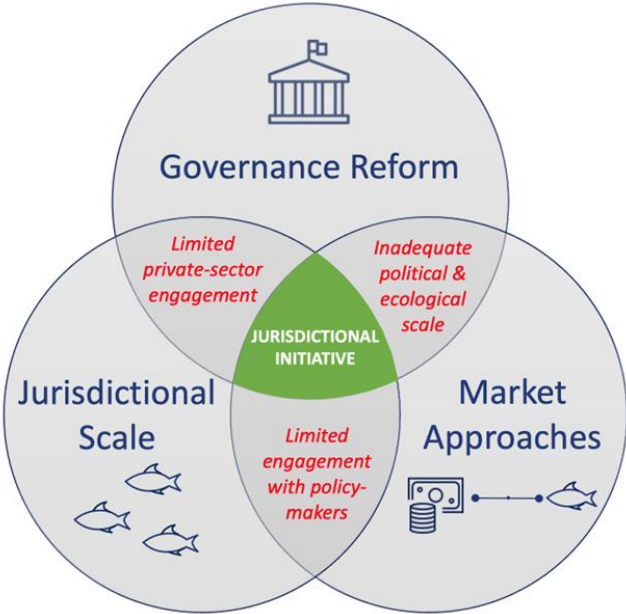 Governance Reform
Limited
private-sector
engagement
Inadequate
political &
ecological
scale
JURISDICTIONAL
INITIATIVE
Jurisdictional
Scale
Market
Approaches
Limited
engagement
with policy-
makers